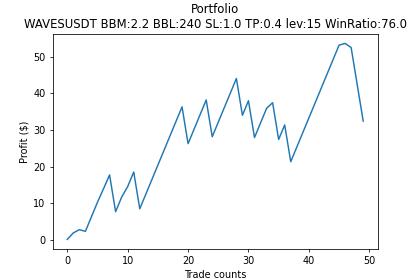 Portfolio
WAVESUSDT BBM:2.2 BBL:240 SL:1.0 TP:0.4 lev:15 WinRatio:76.0
50
40
30
20
10
0
Profit ($)
0 10 20 30 40 50
Trade counts